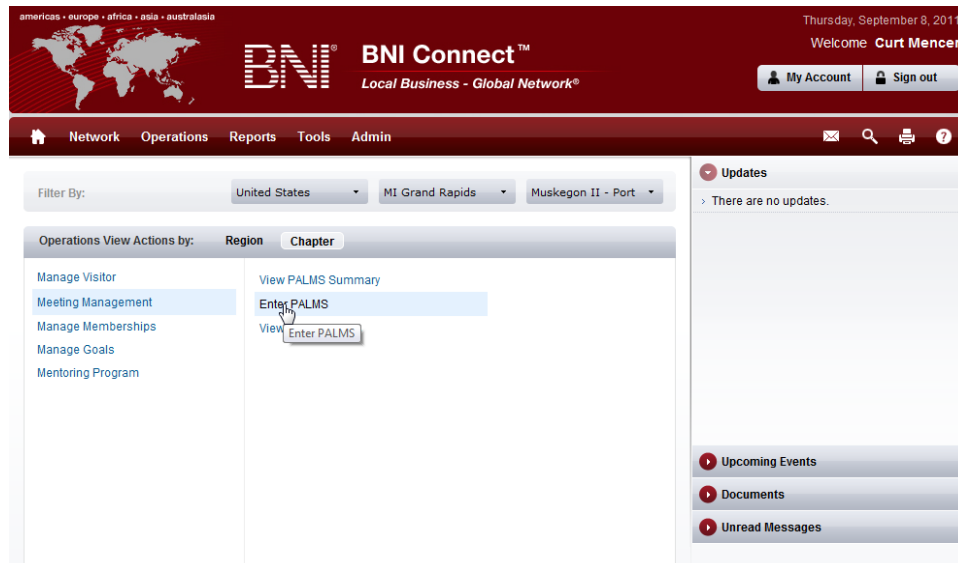 americas • europe • africa • asia • australasia
Thursday, September 8, 2011
Welcome Curt Mencer
BNI®
BNI Connect™
Local Business - Global Network®
My Account
Sign out
Network Operations Reports Tools Admin
Filter By: United States MI Grand Rapids Muskegon II - Port
Operations View Actions by: Region Chapter
Manage Visitor
Meeting Management
Manage Memberships
Manage Goals
Mentoring Program
View PALMS Summary
Enter PALMS
View
Enter PALMS
Updates
There are no updates.
Upcoming Events
Documents
Unread Messages